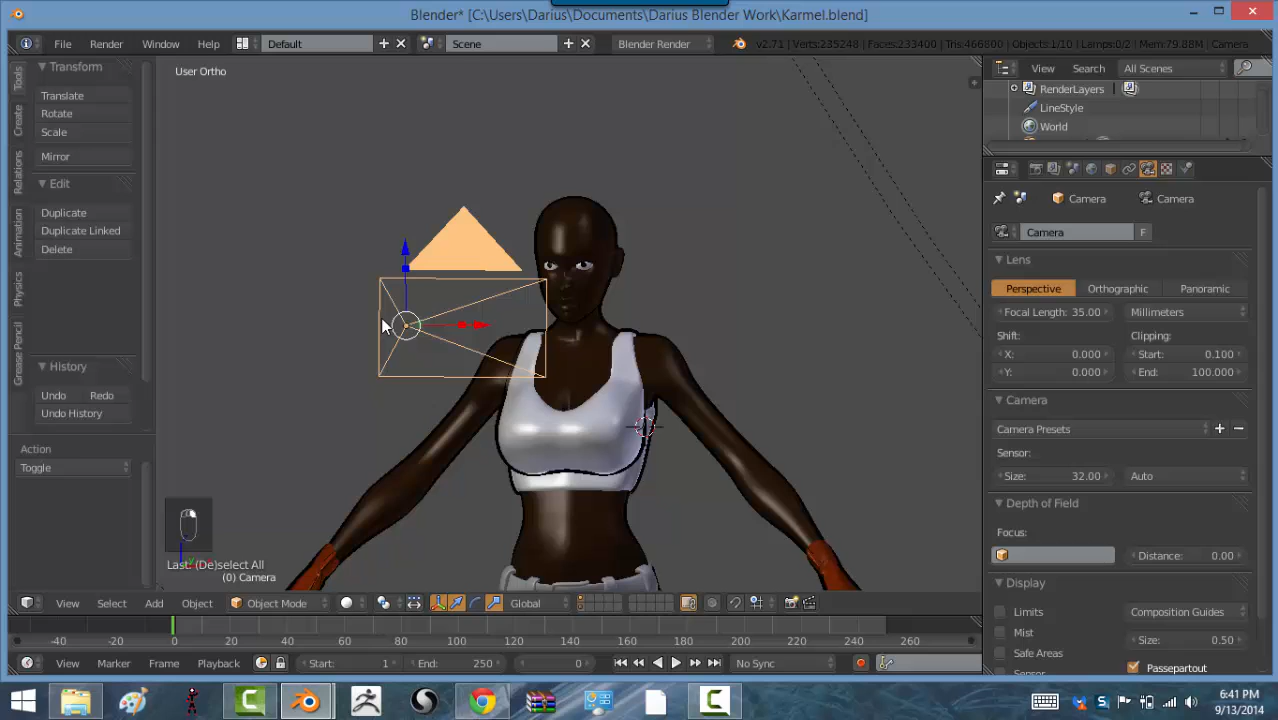 Blender* [C:\Users\Darius\Documents\Darius Blender Work\Karmel.blend]
File Render Window Help Default Scene Blender Render v2.71 | Verts:235248 | Faces:233400 | Tris:466800 | Objects:1/10 | Lamps:0/2 | Mem:79.88M | Camera
Transform
Translate
Rotate
Scale
Mirror
Edit
Duplicate
Duplicate Linked
Delete
History
Undo Redo
Undo History
Action
Toggle
Tools
Create
Relations
Animation
Physics
Grease Pencil
User Ortho
Last: (De)select All
(0) Camera
View Search All Scenes
RenderLayers
LineStyle
World
Camera Camera
Camera F
Lens
Perspective Orthographic Panoramic
Focal Length: 35.00 Millimeters
Shift: Clipping:
X: 0.000 Start: 0.100
Y: 0.000 End: 100.000
Camera
Camera Presets
Sensor:
Size: 32.00 Auto
Depth of Field
Focus:
Distance: 0.00
Display
Limits Composition Guides
Mist Size: 0.50
Safe Areas
Passepartout
View Select Add Object Object Mode Global
-40 -20 0 20 40 60 80 100 120 140 160 180 200 220 240 260
View Marker Frame Playback Start: 1 End: 250 0 No Sync
6:41 PM
9/13/2014